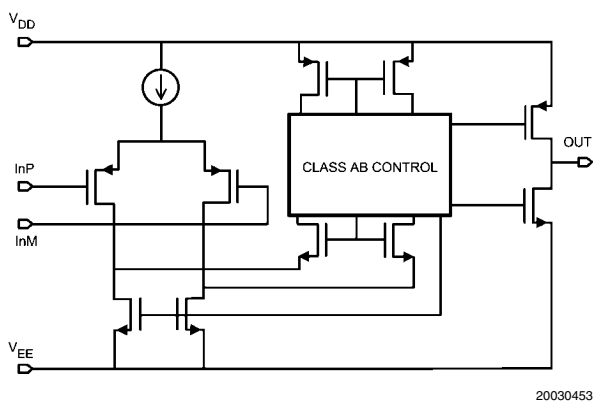 VDD
InP
InM
CLASS AB CONTROL
OUT
VEE
20030453